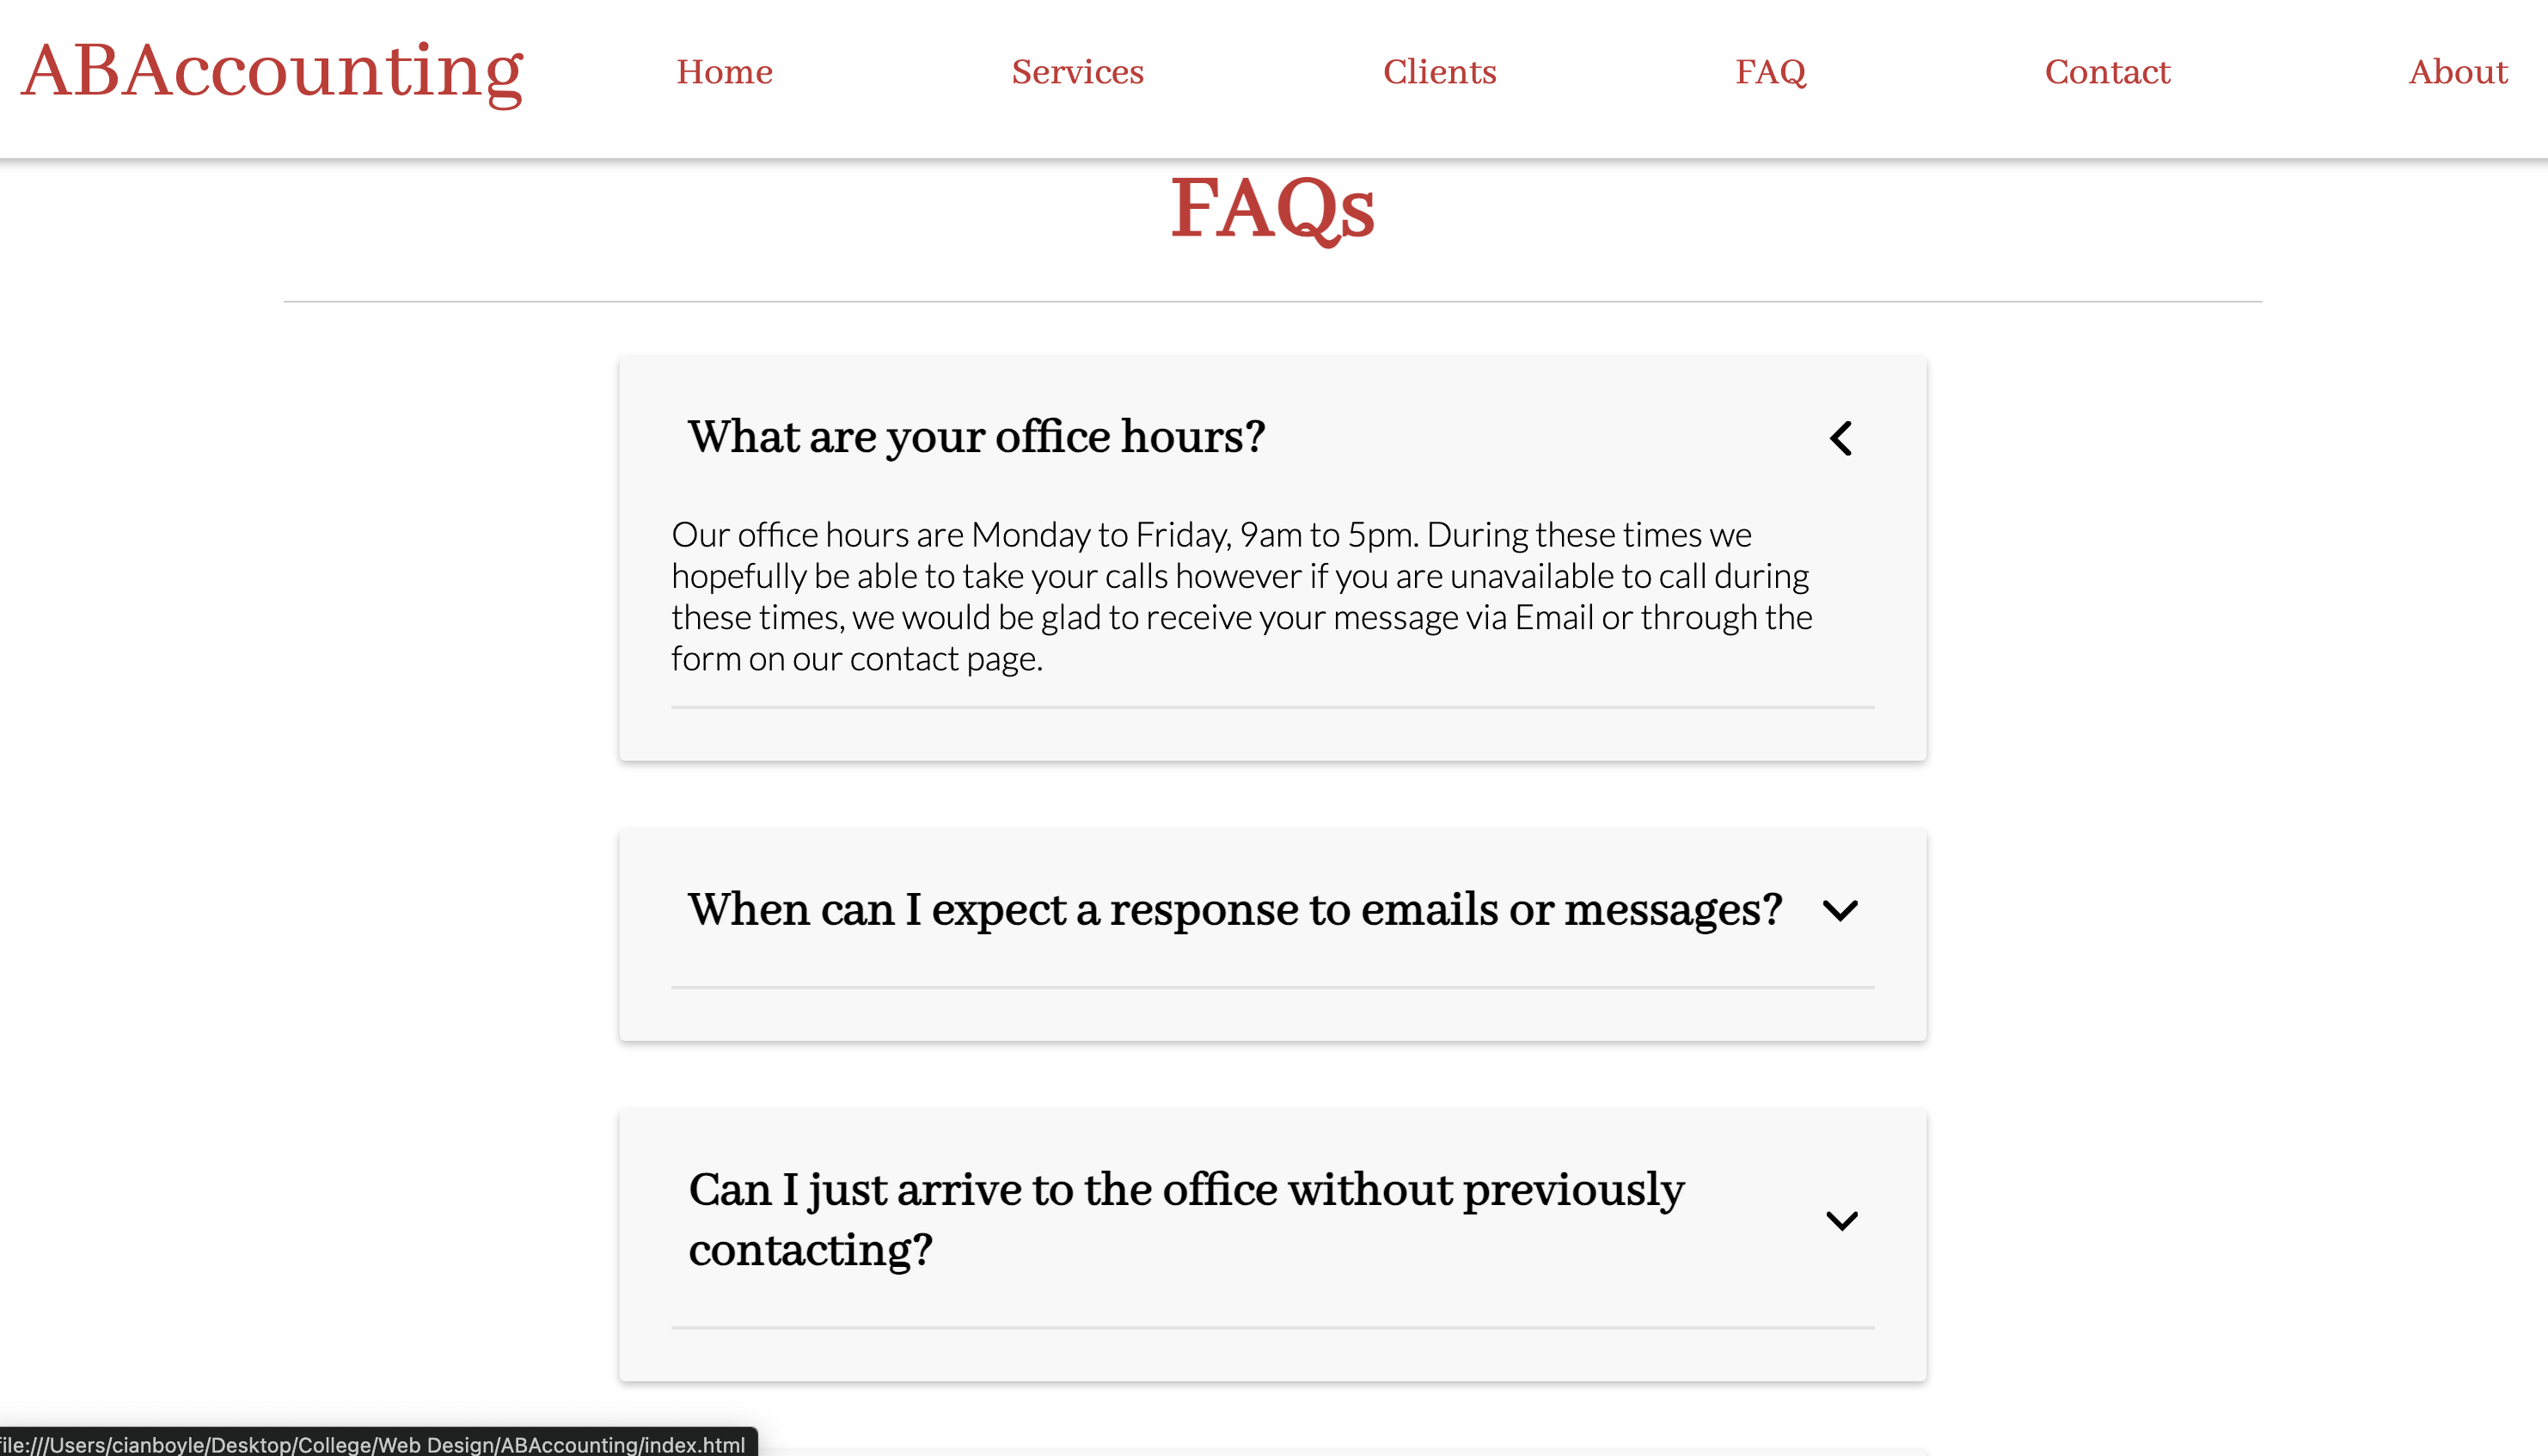 ABAccounting Home Services Clients FAQ Contact About
FAQs
What are your office hours?
Our office hours are Monday to Friday, 9am to 5pm. During these times we
hopefully be able to take your calls however if you are unavailable to call during
these times, we would be glad to receive your message via Email or through the
form on our contact page.
When can I expect a response to emails or messages?
Can I just arrive to the office without previously
contacting?
file:///Users/cianboyle/Desktop/College/Web Design/ABAccounting/index.html